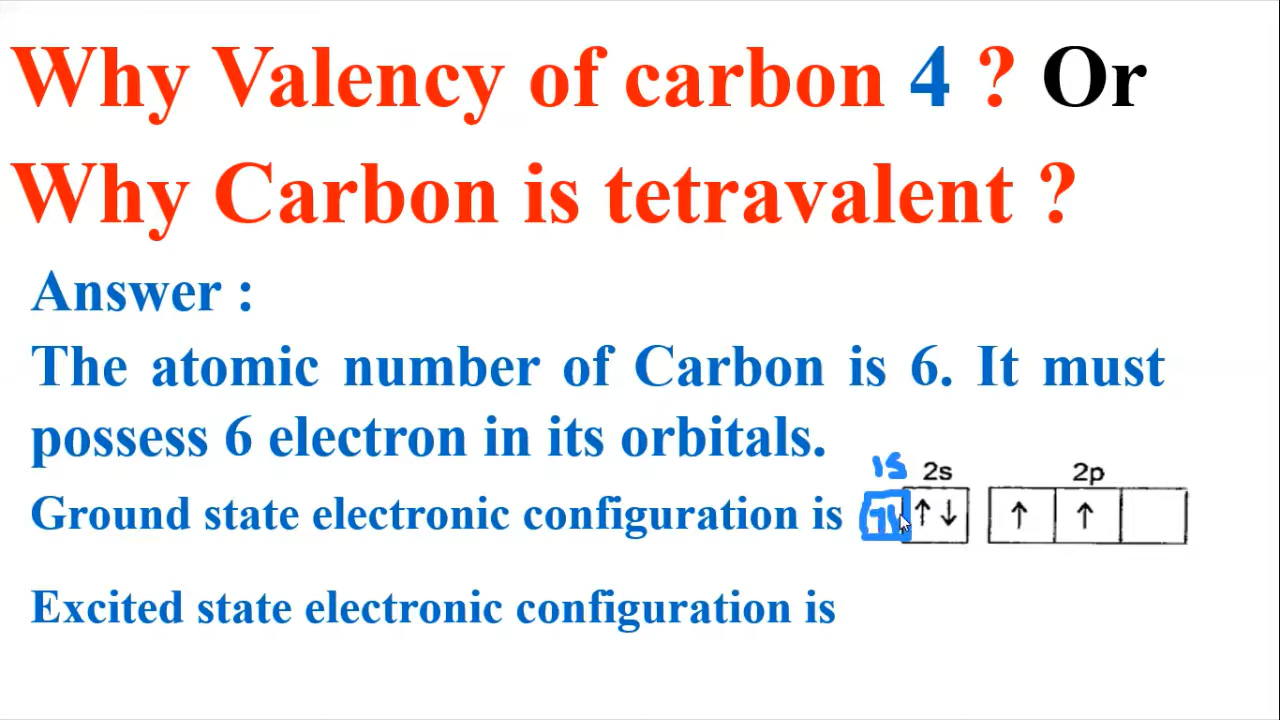 Why Valency of carbon 4 ? Or
Why Carbon is tetravalent ?
Answer :
The atomic number of Carbon is 6. It must
possess 6 electron in its orbitals.
1S 2s 2p
Ground state electronic configuration is ↑↓ ↑ ↑
Excited state electronic configuration is